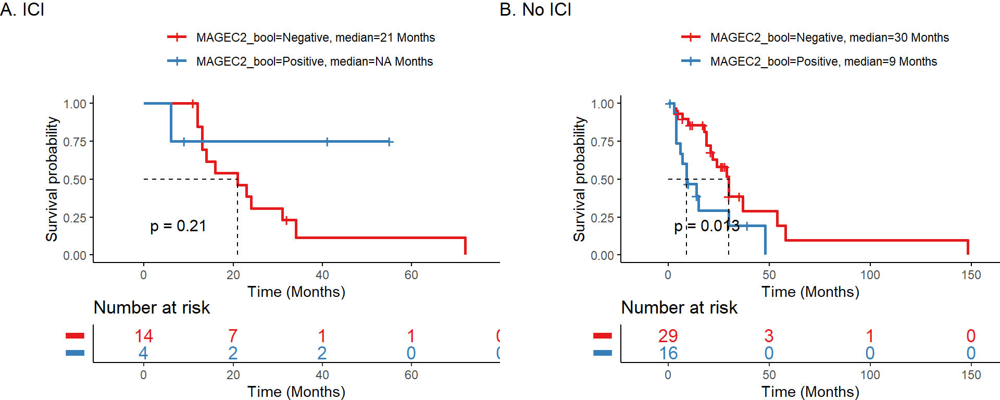 A. ICI
MAGEC2_bool=Negative, median=21 Months
MAGEC2_bool=Positive, median=NA Months
Survival probability
1.00
0.75
0.50
0.25
0.00
p = 0.21
0 20 40 60
Time (Months)
Number at risk
14 7 1 1 0
4 2 2 0 0
0 20 40 60
Time (Months)
B. No ICI
MAGEC2_bool=Negative, median=30 Months
MAGEC2_bool=Positive, median=9 Months
Survival probability
1.00
0.75
0.50
0.25
0.00
p = 0.013
0 50 100 150
Time (Months)
Number at risk
29 3 1 0
16 0 0 0
0 50 100 150
Time (Months)